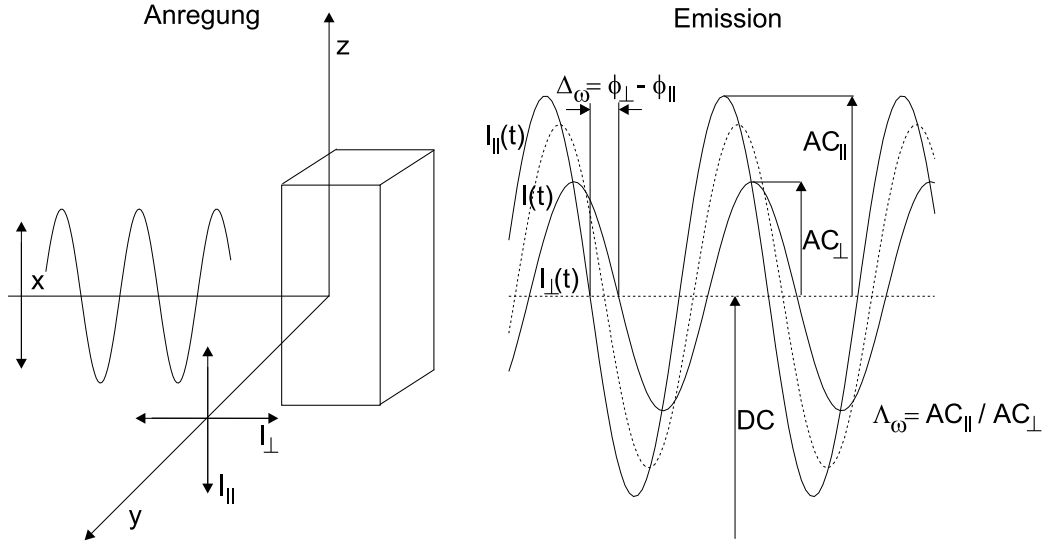 Anregung
z
x
I⊥
I||
y
Emission
Δω= ϕ⊥ - ϕ||
I||(t)
I(t)
I⊥(t)
AC||
AC⊥
DC
Λω= AC|| / AC⊥